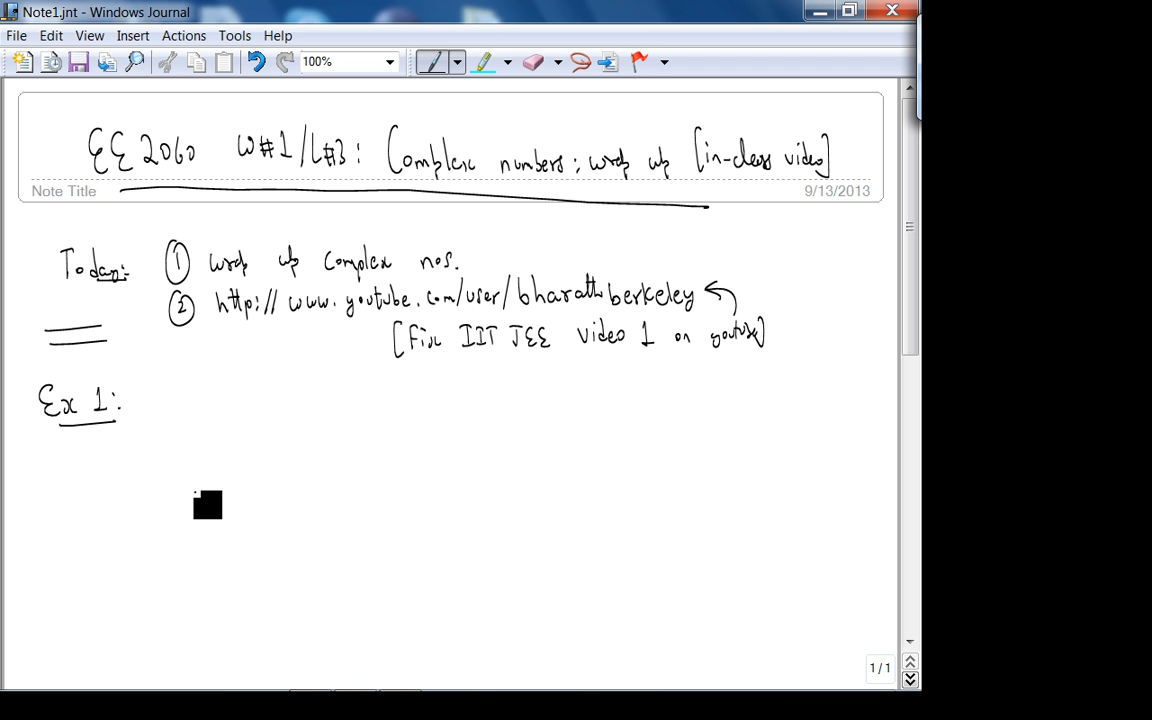 Note1.jnt - Windows Journal
File Edit View Insert Actions Tools Help
100%
EE 2060 W#1/L#3: Complex numbers: wrap up [in-class video]
Note Title
9/13/2013
Today: ① wrap up complex nos.
② http://www.youtube.com/user/bharathberkeley
[Fix IIT JEE video 1 on youtube]
Ex 1:
1/1